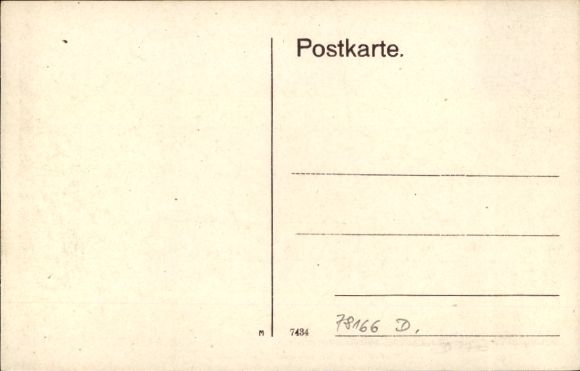 Postkarte.
M 7434
78166 D.